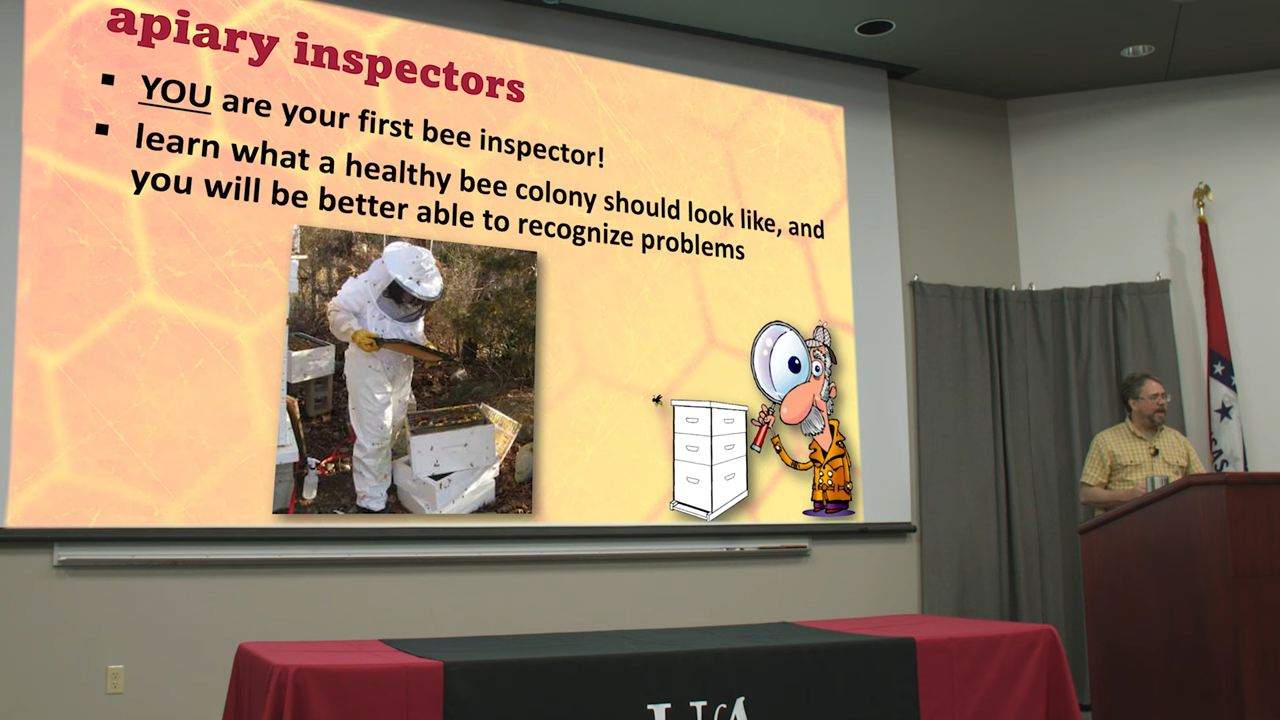 apiary inspectors
▪ YOU are your first bee inspector!
▪ learn what a healthy bee colony should look like, and
you will be better able to recognize problems
SAS